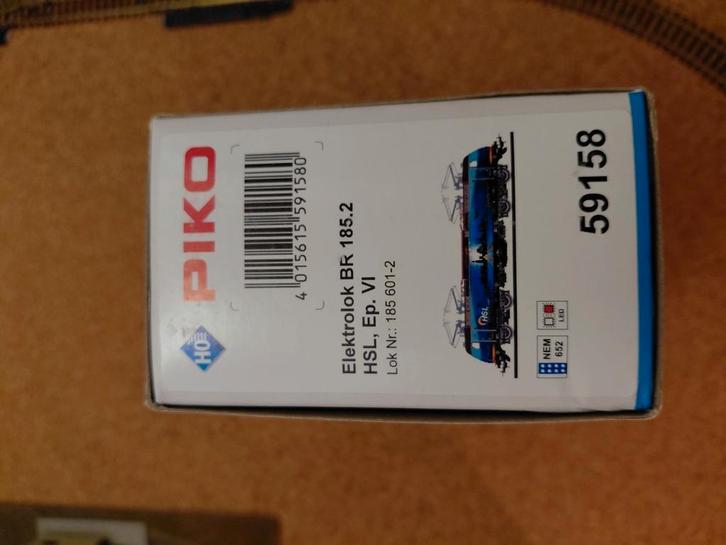 H0
PIKO
4 015615 591580
Elektrolok BR 185.2
HSL, Ep. VI
Lok Nr.: 185 601-2
HSL
NEM
652
LED
59158